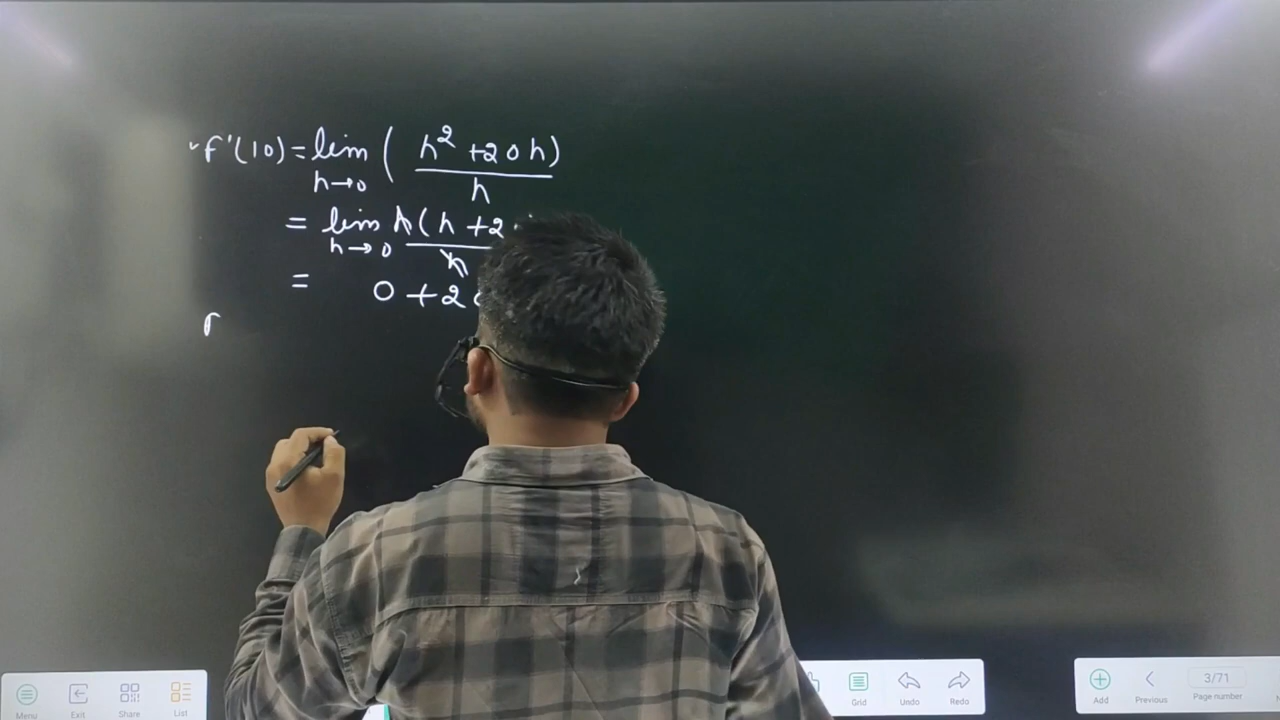 f'(10) = lim ( h² + 20h)
h→0 h
= lim h(h + 2
h→0 h
= 0 + 2
Menu Exit Share List Grid Undo Redo Add Previous 3/71 Page number